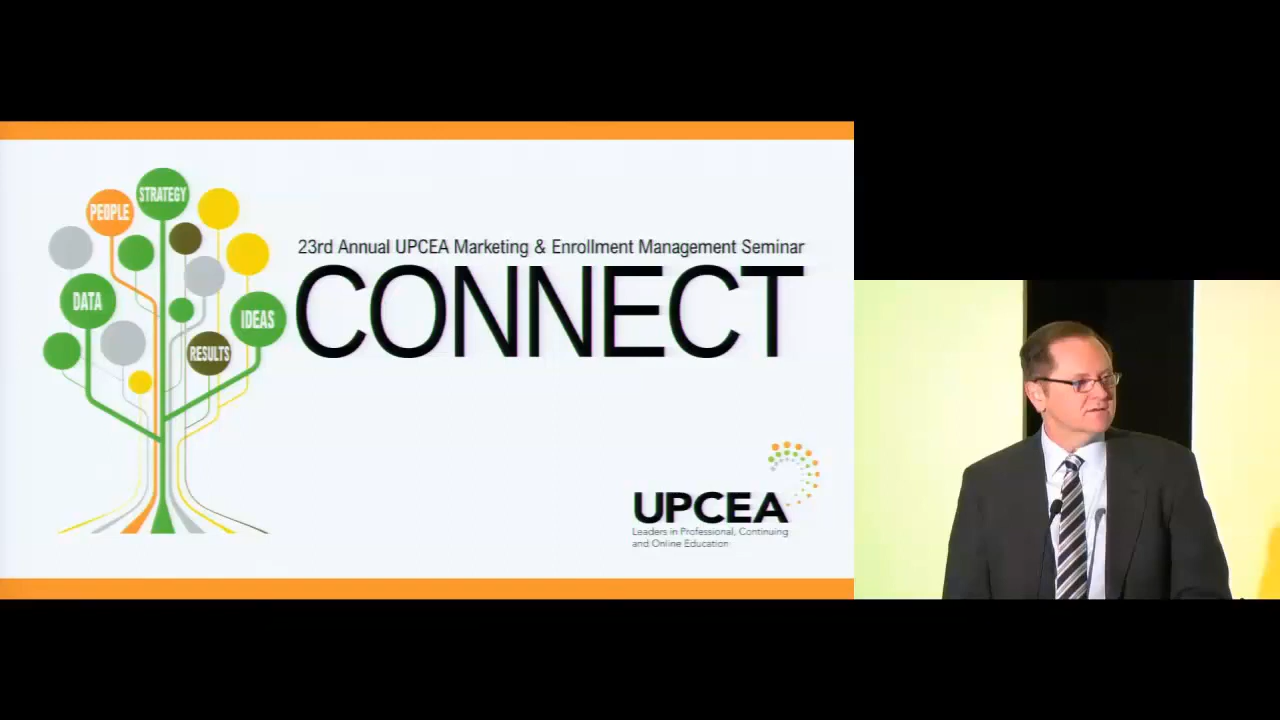 STRATEGY
PEOPLE
DATA
IDEAS
RESULTS
23rd Annual UPCEA Marketing & Enrollment Management Seminar
CONNECT
UPCEA
Leaders in Professional, Continuing
and Online Education